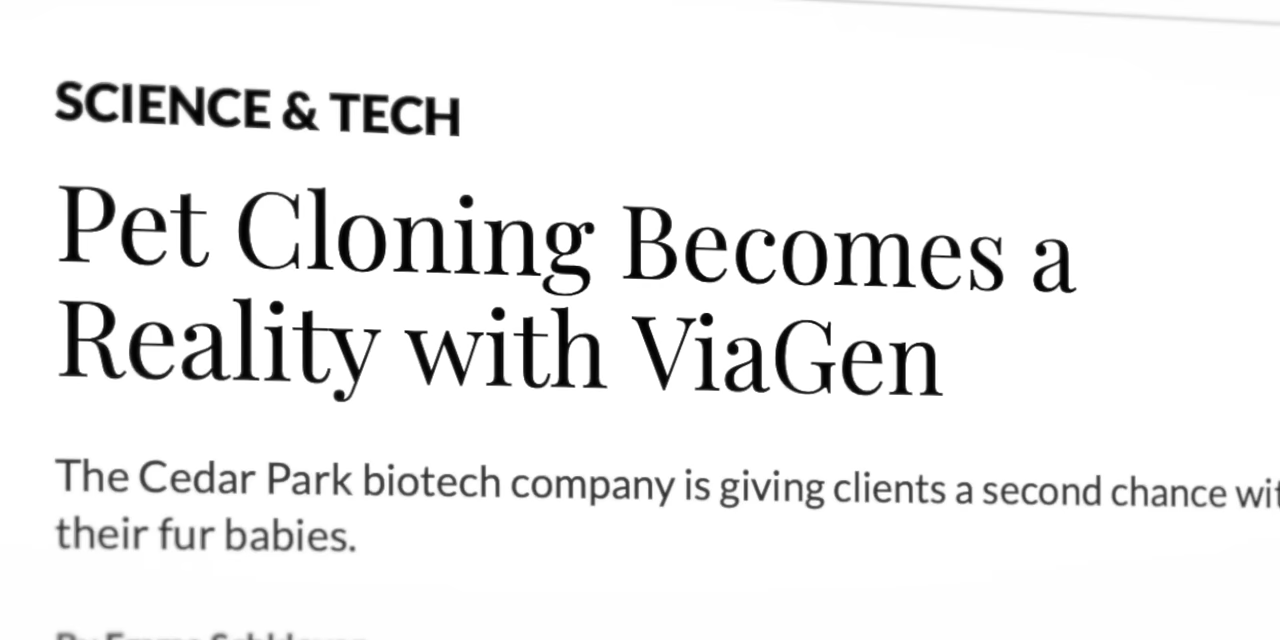 SCIENCE & TECH
Pet Cloning Becomes a
Reality with ViaGen
The Cedar Park biotech company is giving clients a second chance
their fur babies.